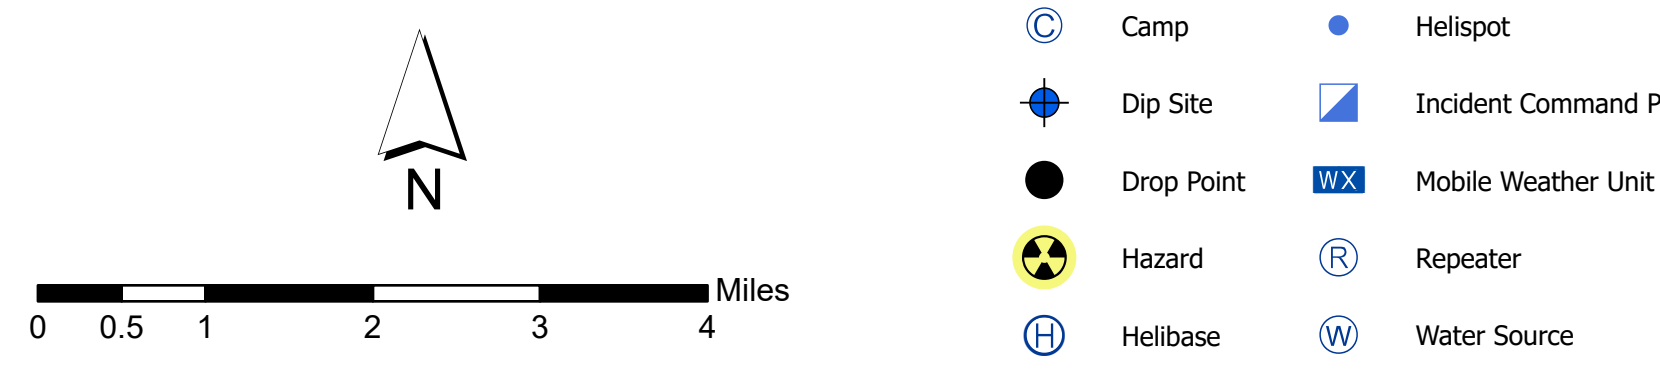 N
Miles
0 0.5 1 2 3 4
C Camp
Dip Site
Drop Point
Hazard
H Helibase
Helispot
Incident Command P
WX Mobile Weather Unit
R Repeater
W Water Source